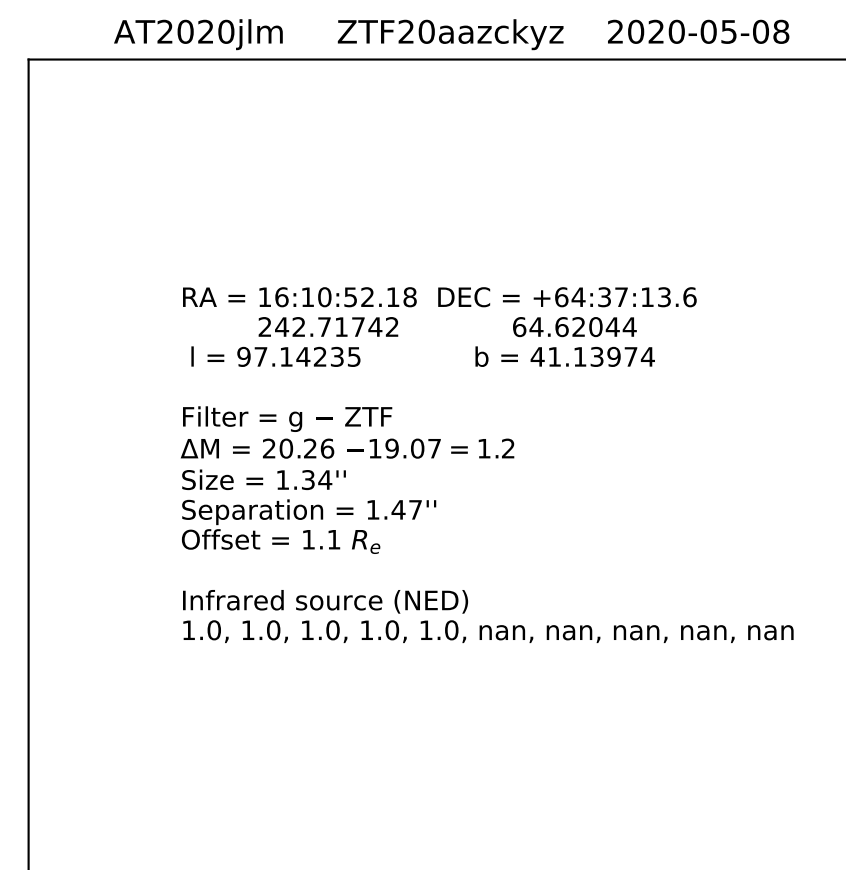 AT2020jlm ZTF20aazckyz 2020-05-08
RA = 16:10:52.18 DEC = +64:37:13.6
242.71742 64.62044
l = 97.14235 b = 41.13974
Filter = g − ZTF
ΔM = 20.26 −19.07 = 1.2
Size = 1.34''
Separation = 1.47''
Offset = 1.1 Re
Infrared source (NED)
1.0, 1.0, 1.0, 1.0, 1.0, nan, nan, nan, nan, nan